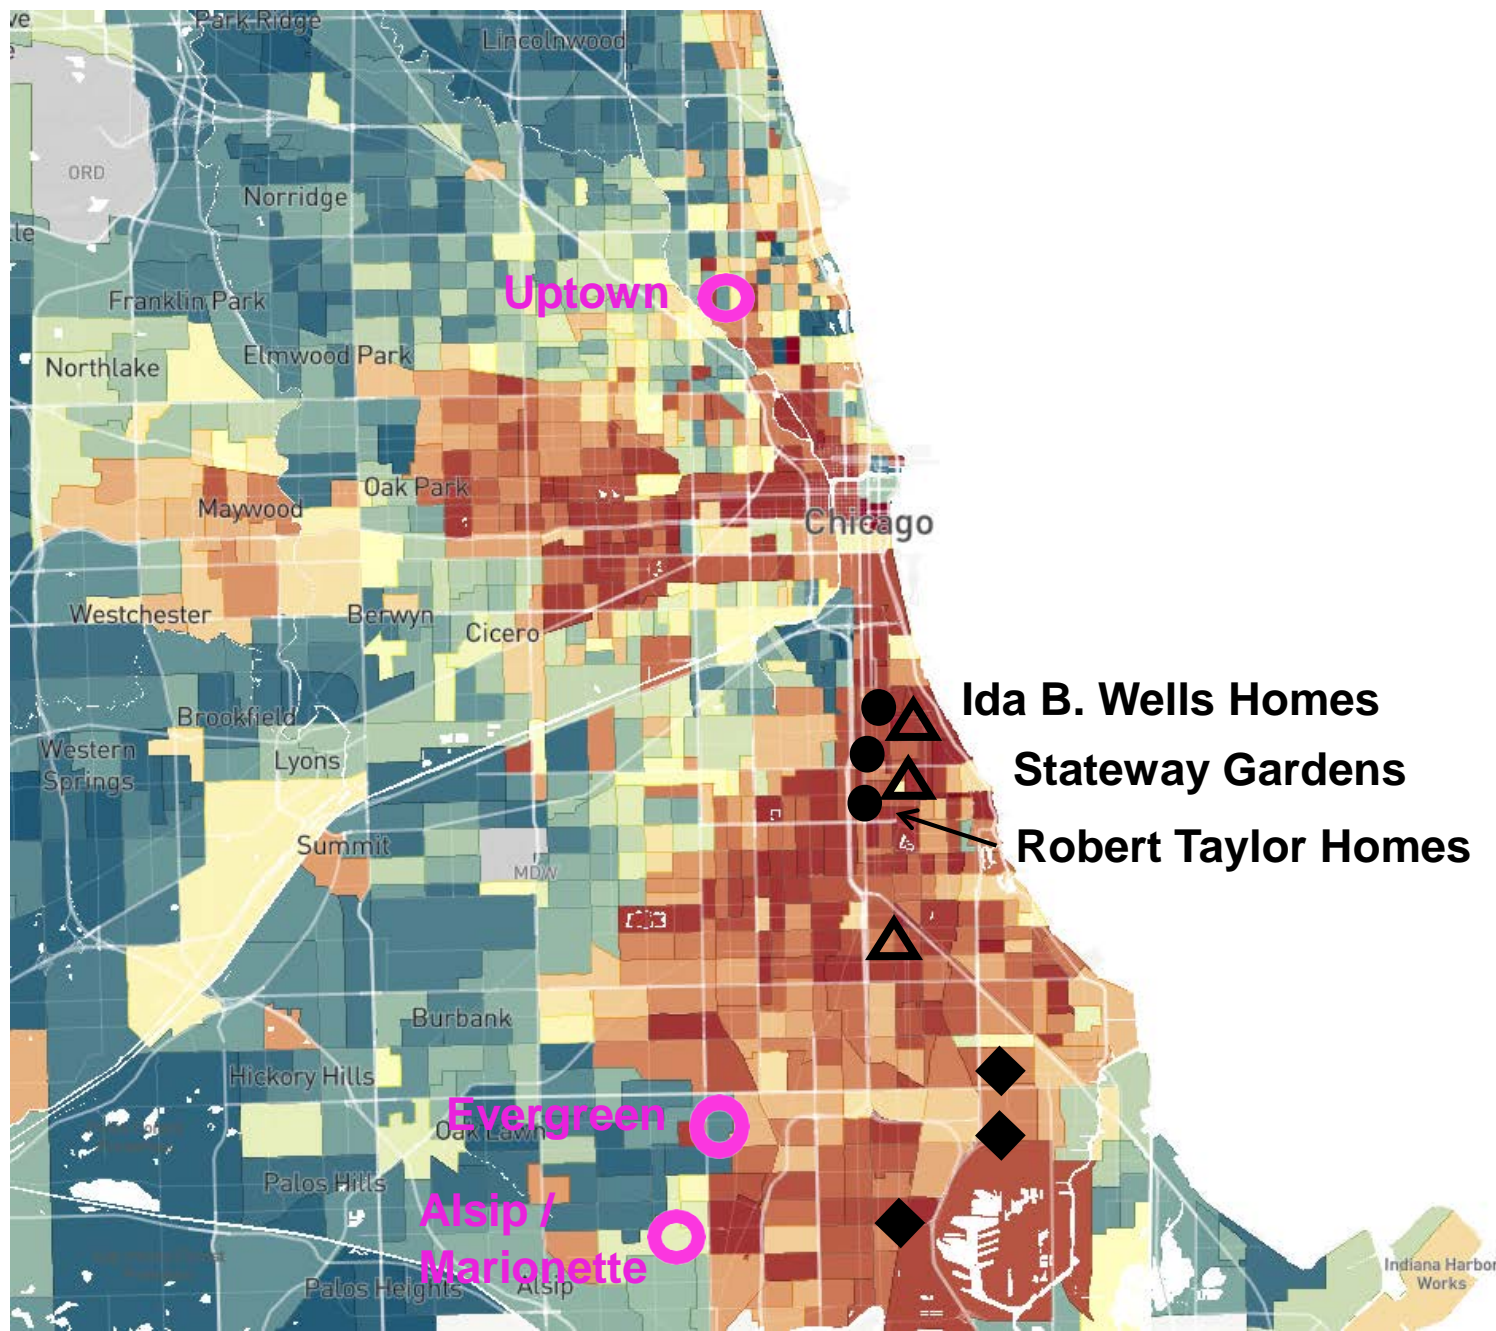 ve
Park Ridge
Lincolnwood
ORD
Norridge
le
Uptown
Franklin Park
Elmwood Park
Northlake
Oak Park
Maywood
Chicago
Westchester
Berwyn
Cicero
Ida B. Wells Homes
Brookfield
Western
Springs
Lyons
Stateway Gardens
Summit
Robert Taylor Homes
MDW
Burbank
Hickory Hills
Evergreen
Oak Lawn
Palos Hills
Alsip /
Marionette
Palos Heights
Alsip
Indiana Harbor
Works